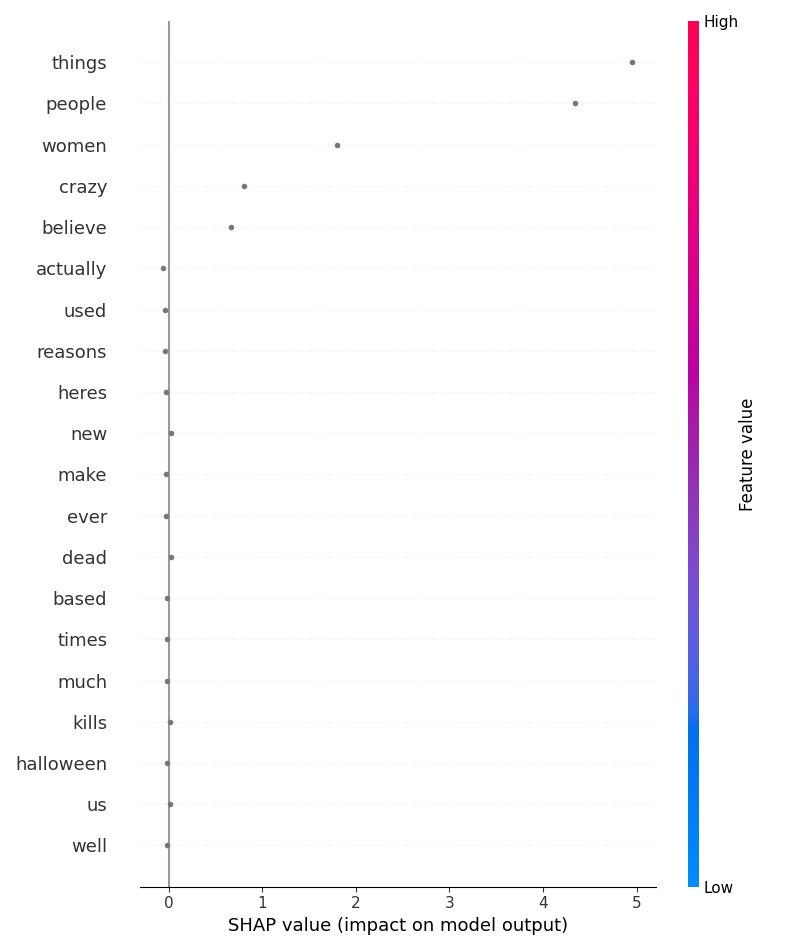 High
things
people
women
crazy
believe
actually
used
reasons
heres
new
make
ever
dead
based
times
much
kills
halloween
us
well
Feature value
Low
0 1 2 3 4 5
SHAP value (impact on model output)